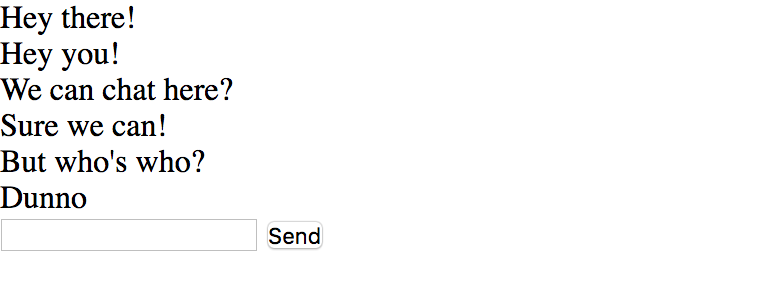 Hey there!
Hey you!
We can chat here?
Sure we can!
But who's who?
Dunno
Send